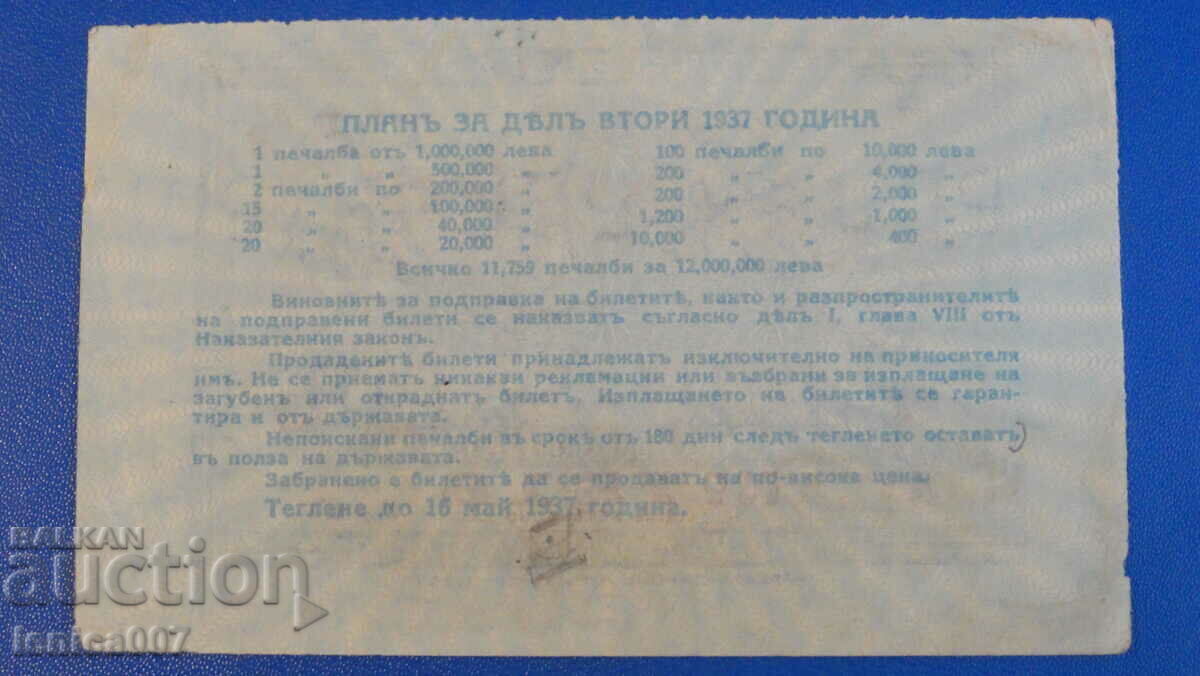 ПЛАНЪ ЗА ДѢЛЪ ВТОРИ 1937 ГОДИНА
1 печалба отъ 1,000,000 лева 100 печалби по 10,000 лева
1 „ „ 500,000 „ 200 „ „ 4,000 „
2 печалби по 200,000 „ 200 „ „ 2,000 „
15 „ „ 100,000 „ 1,200 „ „ 1,000 „
20 „ „ 40,000 „ 10,000 „ „ 400 „
20 „ „ 20,000 „
Всичко 11,759 печалби за 12,000,000 лева
Виновнитѣ за подправка на билетитѣ, както и разпространителитѣ
на подправени билети се наказватъ съгласно дѣлъ I, глава VIII отъ
Наказателния законъ.
Продаденитѣ билети принадлежатъ изключително на приносителя
имъ. Не се приематъ никакви рекламации или възбрани за изплащане на
загубенъ или откраднатъ билетъ. Изплащането на билетитѣ се гаран-
тира и отъ държавата.
Непоискани печалби въ срокъ отъ 180 дни следъ тегленето оставатъ
въ полза на държавата.
Забранено е билетитѣ да се продаватъ на по-висока цена.
Теглене до 16 май 1937 година.
BALKAN
auction
lenica007